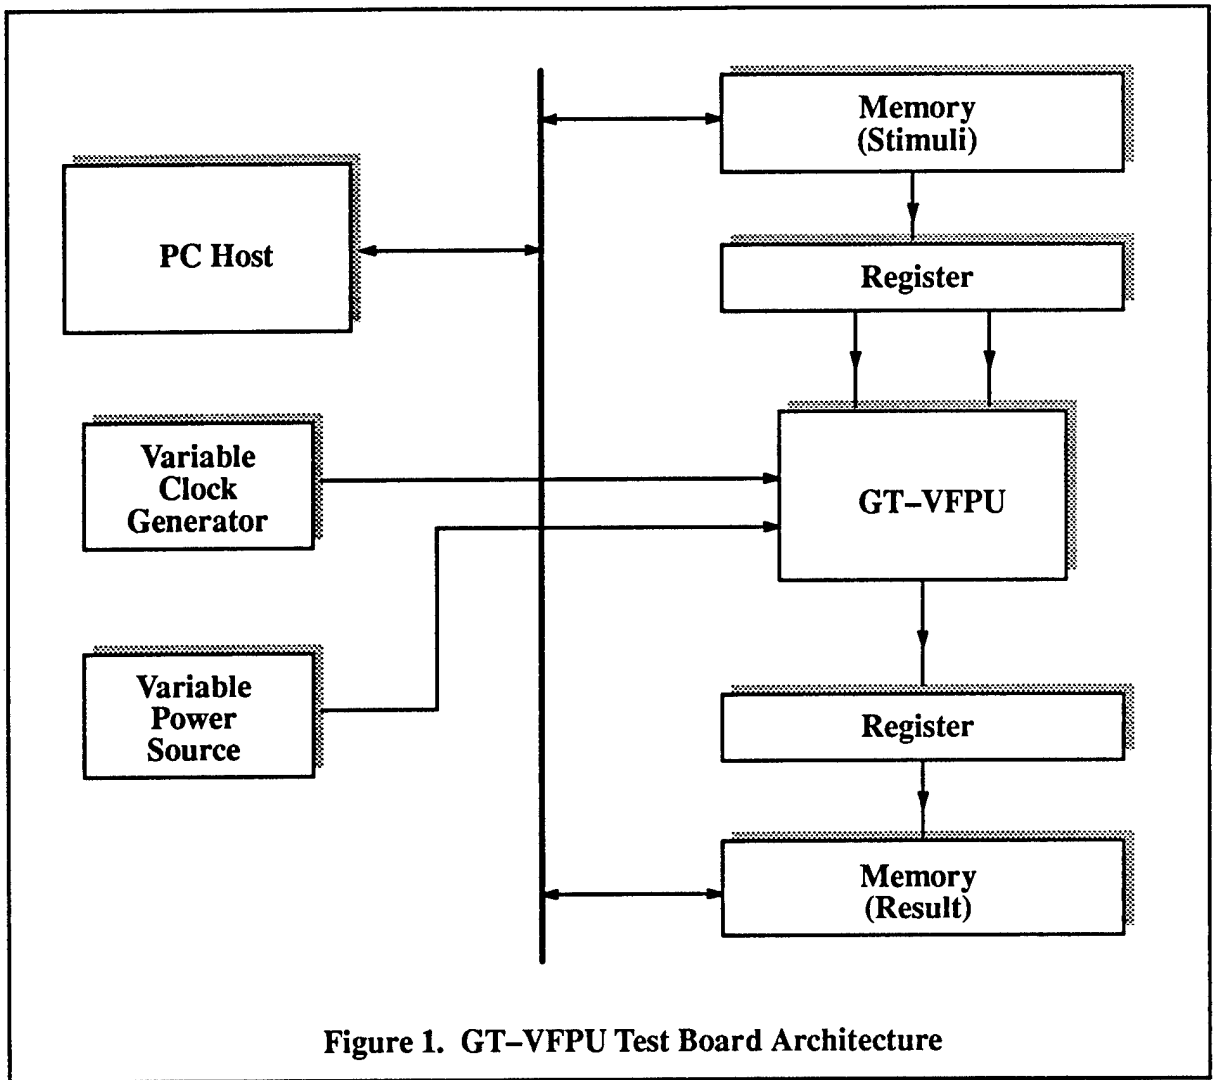 Memory
(Stimuli)
PC Host
Register
Variable
Clock
Generator
GT–VFPU
Variable
Power
Source
Register
Memory
(Result)
Figure 1. GT–VFPU Test Board Architecture